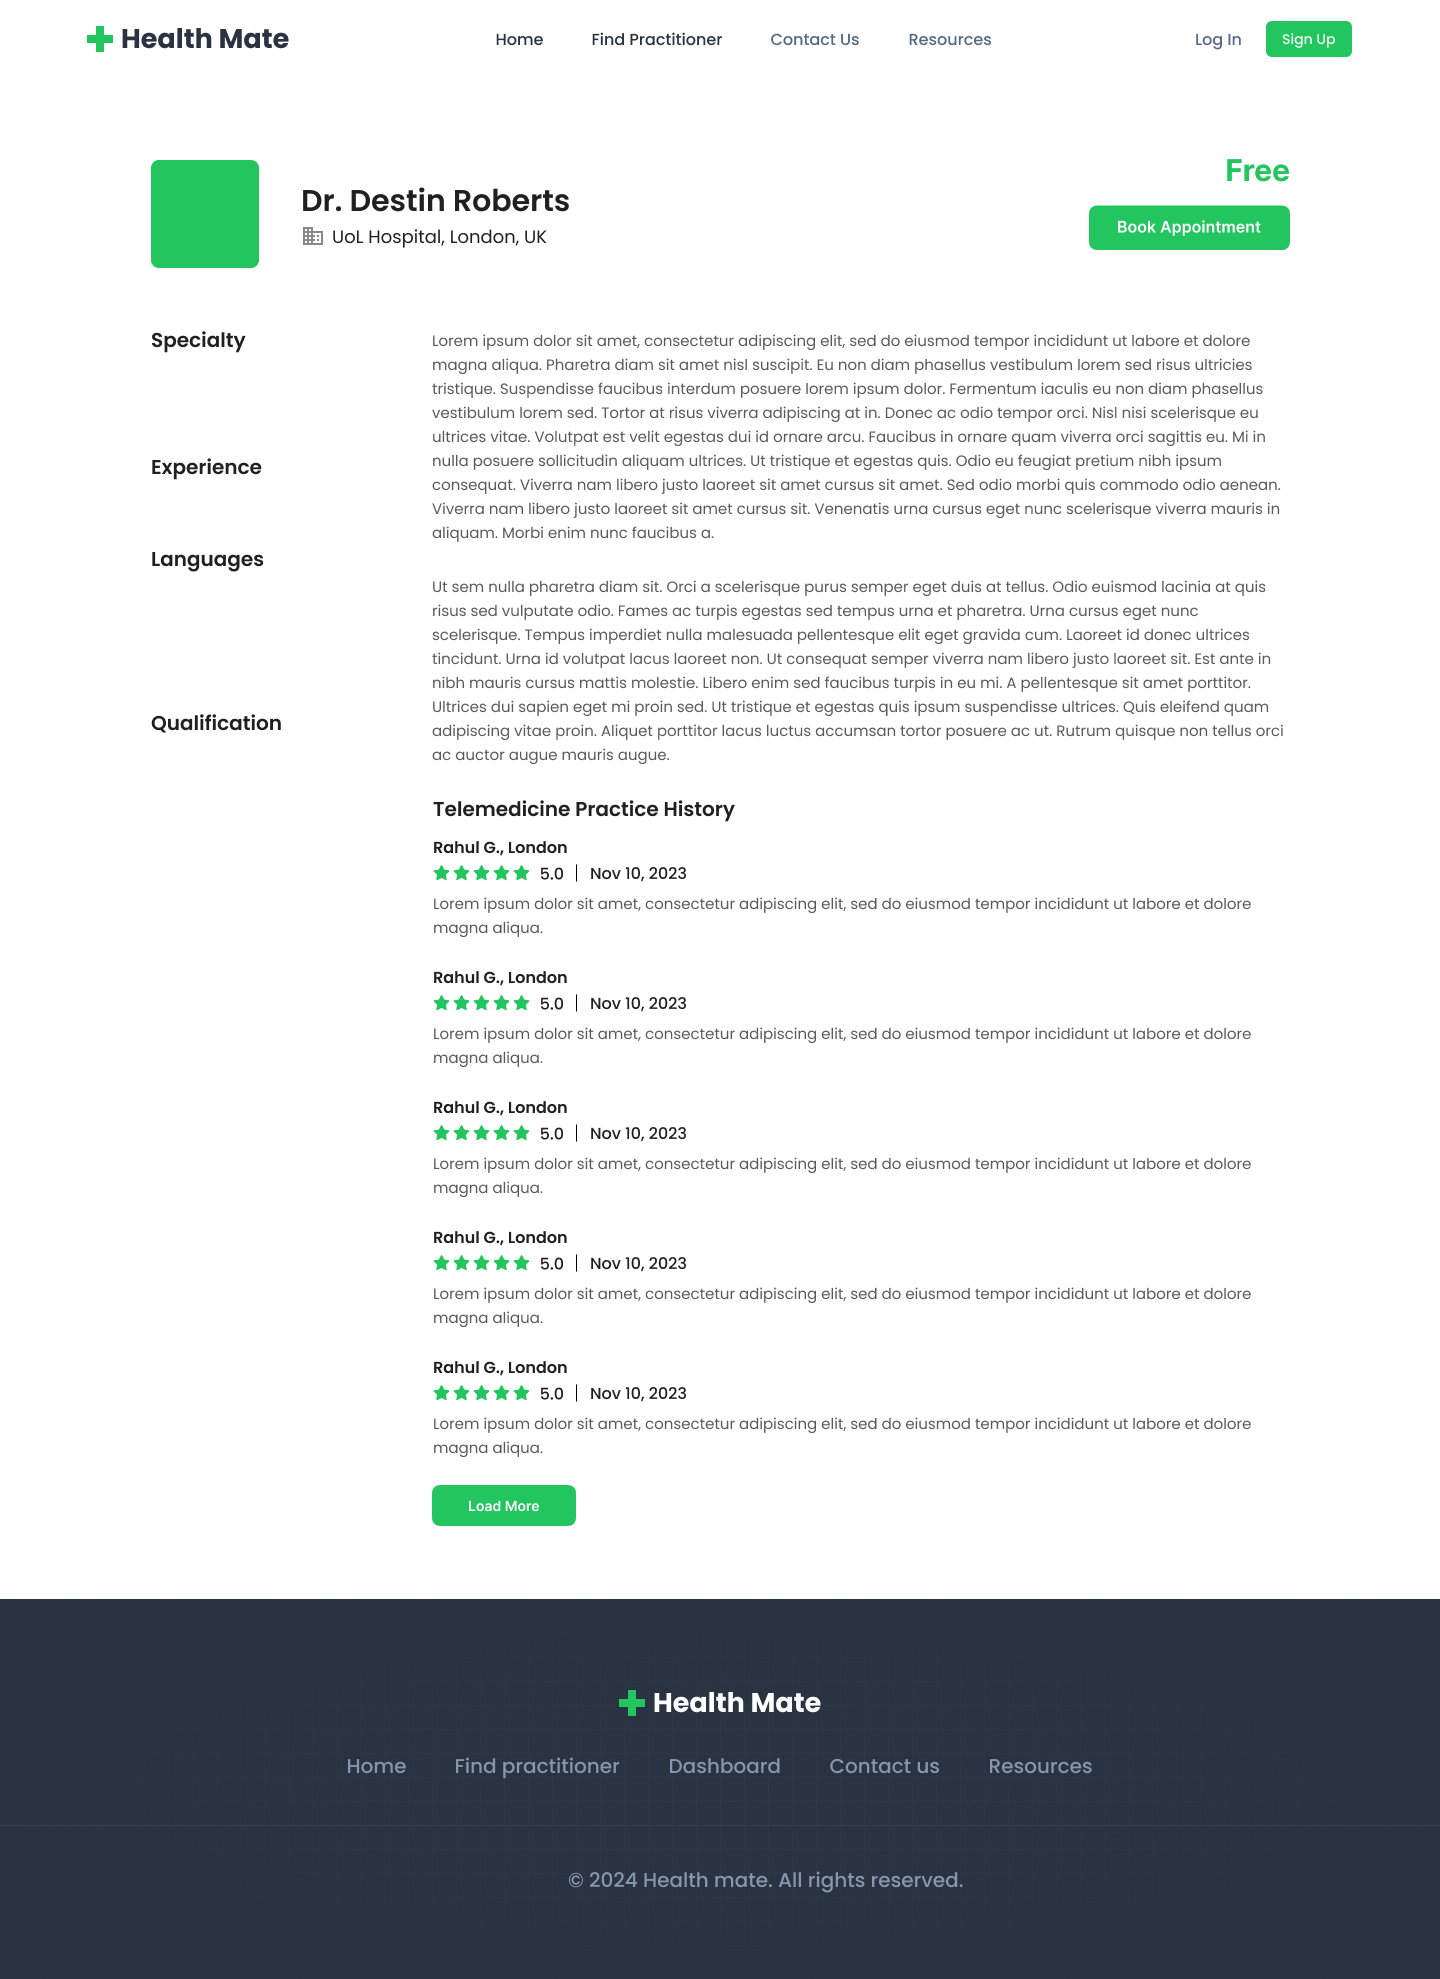 Health Mate
Home Find Practitioner Contact Us Resources
Log In Sign Up
Free
Dr. Destin Roberts
UoL Hospital, London, UK
Book Appointment
Specialty
Experience
Languages
Qualification
Lorem ipsum dolor sit amet, consectetur adipiscing elit, sed do eiusmod tempor incididunt ut labore et dolore
magna aliqua. Pharetra diam sit amet nisl suscipit. Eu non diam phasellus vestibulum lorem sed risus ultricies
tristique. Suspendisse faucibus interdum posuere lorem ipsum dolor. Fermentum iaculis eu non diam phasellus
vestibulum lorem sed. Tortor at risus viverra adipiscing at in. Donec ac odio tempor orci. Nisl nisi scelerisque eu
ultrices vitae. Volutpat est velit egestas dui id ornare arcu. Faucibus in ornare quam viverra orci sagittis eu. Mi in
nulla posuere sollicitudin aliquam ultrices. Ut tristique et egestas quis. Odio eu feugiat pretium nibh ipsum
consequat. Viverra nam libero justo laoreet sit amet cursus sit amet. Sed odio morbi quis commodo odio aenean.
Viverra nam libero justo laoreet sit amet cursus sit. Venenatis urna cursus eget nunc scelerisque viverra mauris in
aliquam. Morbi enim nunc faucibus a.
Ut sem nulla pharetra diam sit. Orci a scelerisque purus semper eget duis at tellus. Odio euismod lacinia at quis
risus sed vulputate odio. Fames ac turpis egestas sed tempus urna et pharetra. Urna cursus eget nunc
scelerisque. Tempus imperdiet nulla malesuada pellentesque elit eget gravida cum. Laoreet id donec ultrices
tincidunt. Urna id volutpat lacus laoreet non. Ut consequat semper viverra nam libero justo laoreet sit. Est ante in
nibh mauris cursus mattis molestie. Libero enim sed faucibus turpis in eu mi. A pellentesque sit amet porttitor.
Ultrices dui sapien eget mi proin sed. Ut tristique et egestas quis ipsum suspendisse ultrices. Quis eleifend quam
adipiscing vitae proin. Aliquet porttitor lacus luctus accumsan tortor posuere ac ut. Rutrum quisque non tellus orci
ac auctor augue mauris augue.
Telemedicine Practice History
Rahul G., London
5.0 | Nov 10, 2023
Lorem ipsum dolor sit amet, consectetur adipiscing elit, sed do eiusmod tempor incididunt ut labore et dolore
magna aliqua.
Rahul G., London
5.0 | Nov 10, 2023
Lorem ipsum dolor sit amet, consectetur adipiscing elit, sed do eiusmod tempor incididunt ut labore et dolore
magna aliqua.
Rahul G., London
5.0 | Nov 10, 2023
Lorem ipsum dolor sit amet, consectetur adipiscing elit, sed do eiusmod tempor incididunt ut labore et dolore
magna aliqua.
Rahul G., London
5.0 | Nov 10, 2023
Lorem ipsum dolor sit amet, consectetur adipiscing elit, sed do eiusmod tempor incididunt ut labore et dolore
magna aliqua.
Rahul G., London
5.0 | Nov 10, 2023
Lorem ipsum dolor sit amet, consectetur adipiscing elit, sed do eiusmod tempor incididunt ut labore et dolore
magna aliqua.
Load More
Health Mate
Home Find practitioner Dashboard Contact us Resources
© 2024 Health mate. All rights reserved.